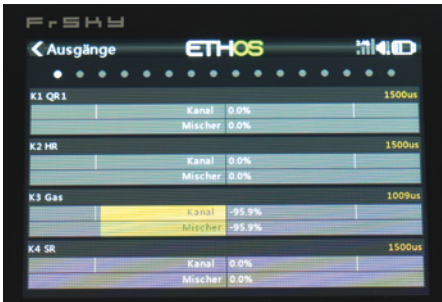 FrSKY
Ausgänge ETHOS
K1 QR1 1500us
Kanal 0.0%
Mischer 0.0%
K2 HR 1500us
Kanal 0.0%
Mischer 0.0%
K3 Gas 1009us
Kanal -95.9%
Mischer -95.9%
K4 SR 1500us
Kanal 0.0%
Mischer 0.0%